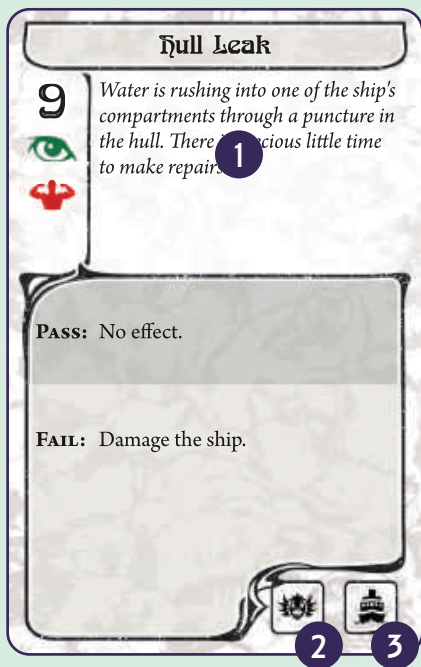 Hull Leak
9
Water is rushing into one of the ship's
compartments through a puncture in
the hull. There little time
to make repairs
1
PASS: No effect.
FAIL: Damage the ship.
2
3